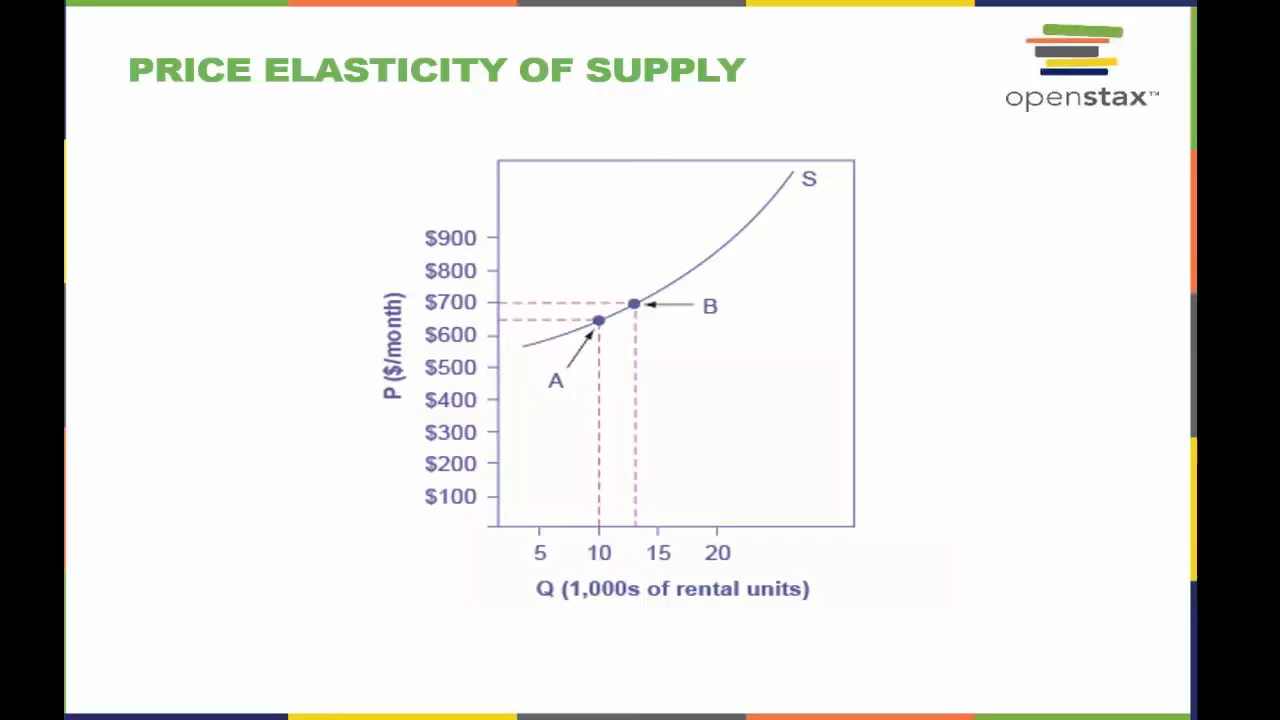 PRICE ELASTICITY OF SUPPLY
openstax™
S
$900
$800
$700
$600
$500
$400
$300
$200
$100
P ($/month)
B
A
5 10 15 20
Q (1,000s of rental units)